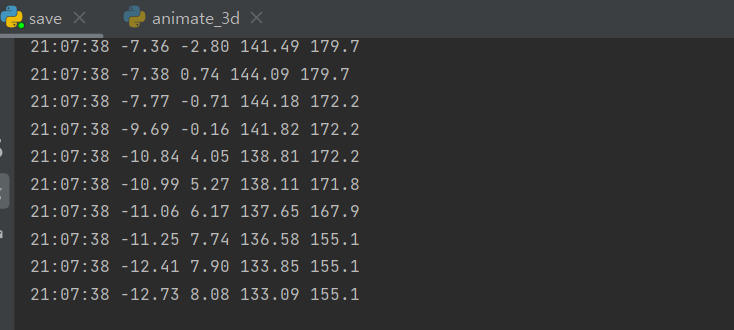 save
animate_3d
21:07:38 -7.36 -2.80 141.49 179.7
21:07:38 -7.38 0.74 144.09 179.7
21:07:38 -7.77 -0.71 144.18 172.2
21:07:38 -9.69 -0.16 141.82 172.2
21:07:38 -10.84 4.05 138.81 172.2
21:07:38 -10.99 5.27 138.11 171.8
21:07:38 -11.06 6.17 137.65 167.9
21:07:38 -11.25 7.74 136.58 155.1
21:07:38 -12.41 7.90 133.85 155.1
21:07:38 -12.73 8.08 133.09 155.1